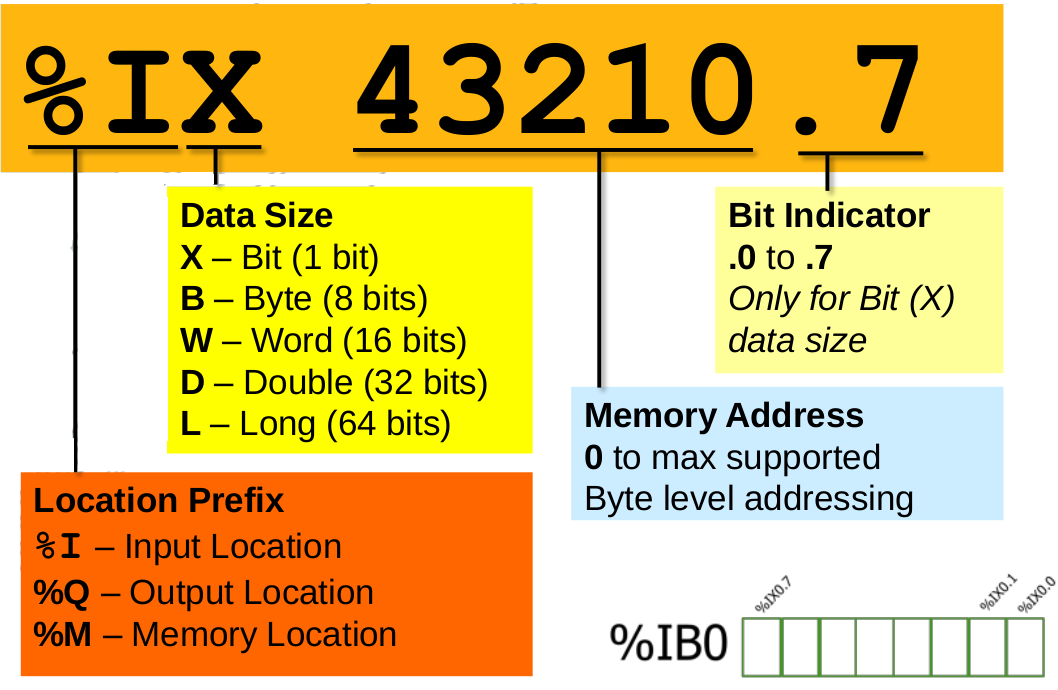 %IX 43210.7
Data Size
X – Bit (1 bit)
B – Byte (8 bits)
W – Word (16 bits)
D – Double (32 bits)
L – Long (64 bits)
Bit Indicator
.0 to .7
Only for Bit (X)
data size
Memory Address
0 to max supported
Byte level addressing
Location Prefix
%I – Input Location
%Q – Output Location
%M – Memory Location
%IX0.7
%IX0.1
%IX0.0
%IB0